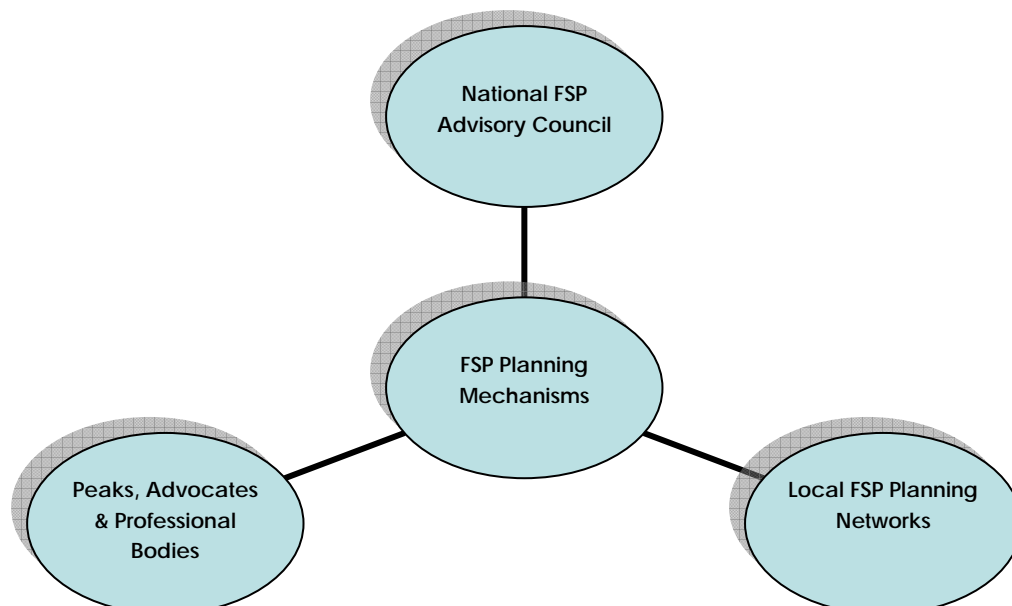 National FSP
Advisory Council
FSP Planning
Mechanisms
Peaks, Advocates
& Professional
Bodies
Local FSP Planning
Networks